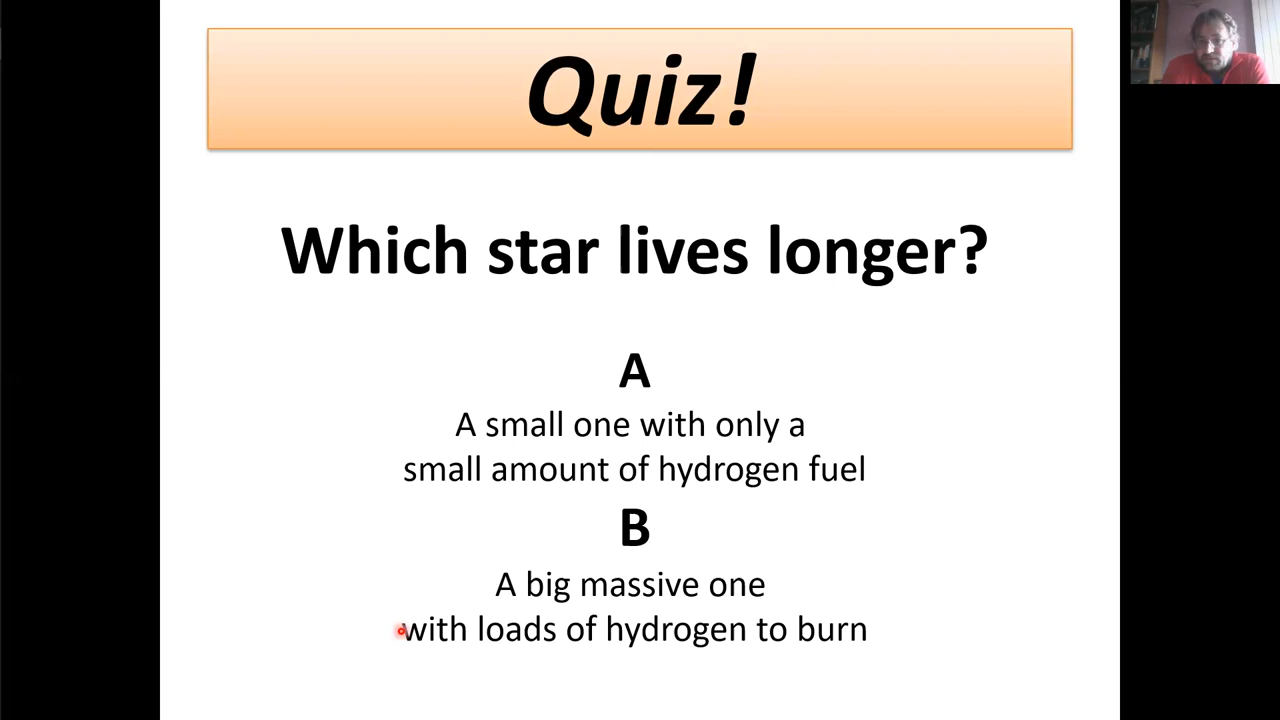 Quiz!
Which star lives longer?
A
A small one with only a
small amount of hydrogen fuel
B
A big massive one
with loads of hydrogen to burn